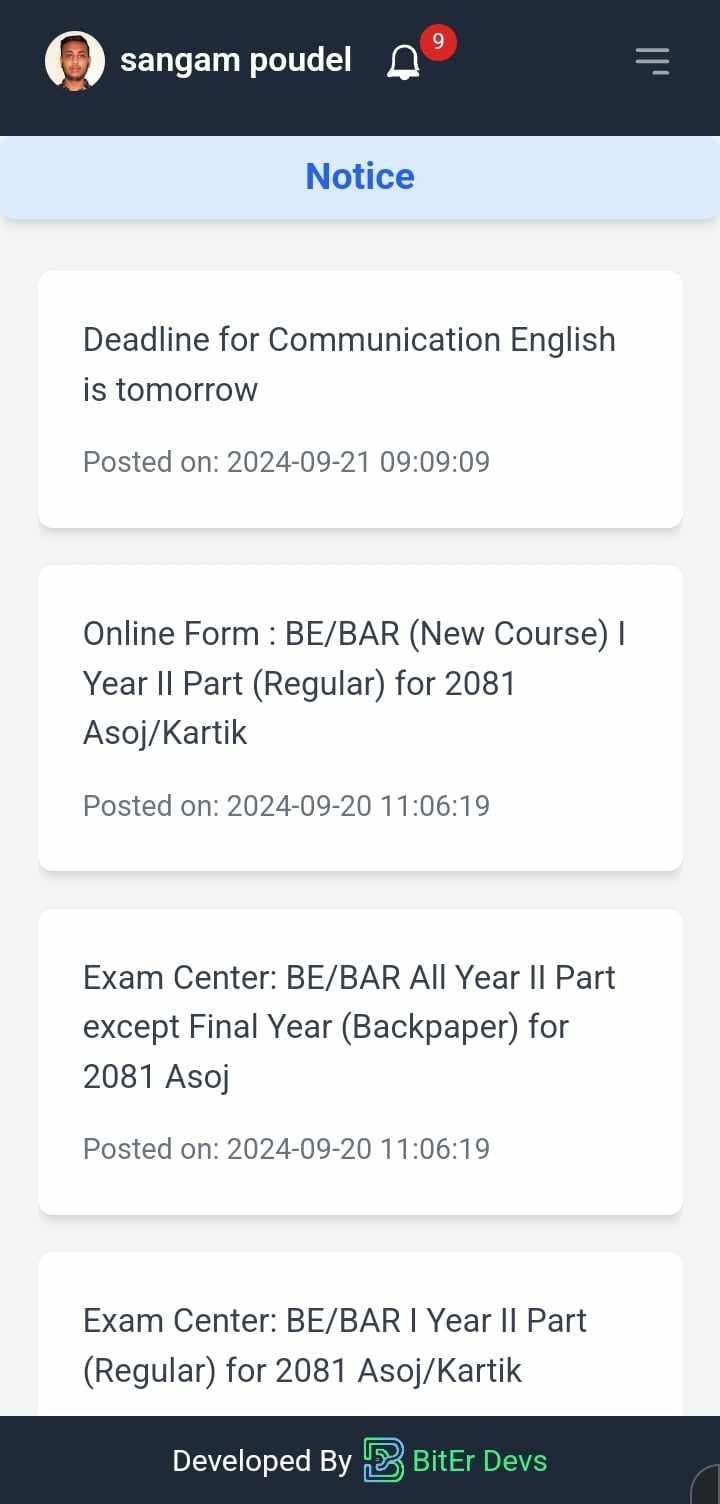 sangam poudel
9
Notice
Deadline for Communication English
is tomorrow
Posted on: 2024-09-21 09:09:09
Online Form : BE/BAR (New Course) I
Year II Part (Regular) for 2081
Asoj/Kartik
Posted on: 2024-09-20 11:06:19
Exam Center: BE/BAR All Year II Part
except Final Year (Backpaper) for
2081 Asoj
Posted on: 2024-09-20 11:06:19
Exam Center: BE/BAR I Year II Part
(Regular) for 2081 Asoj/Kartik
Developed By BitEr Devs